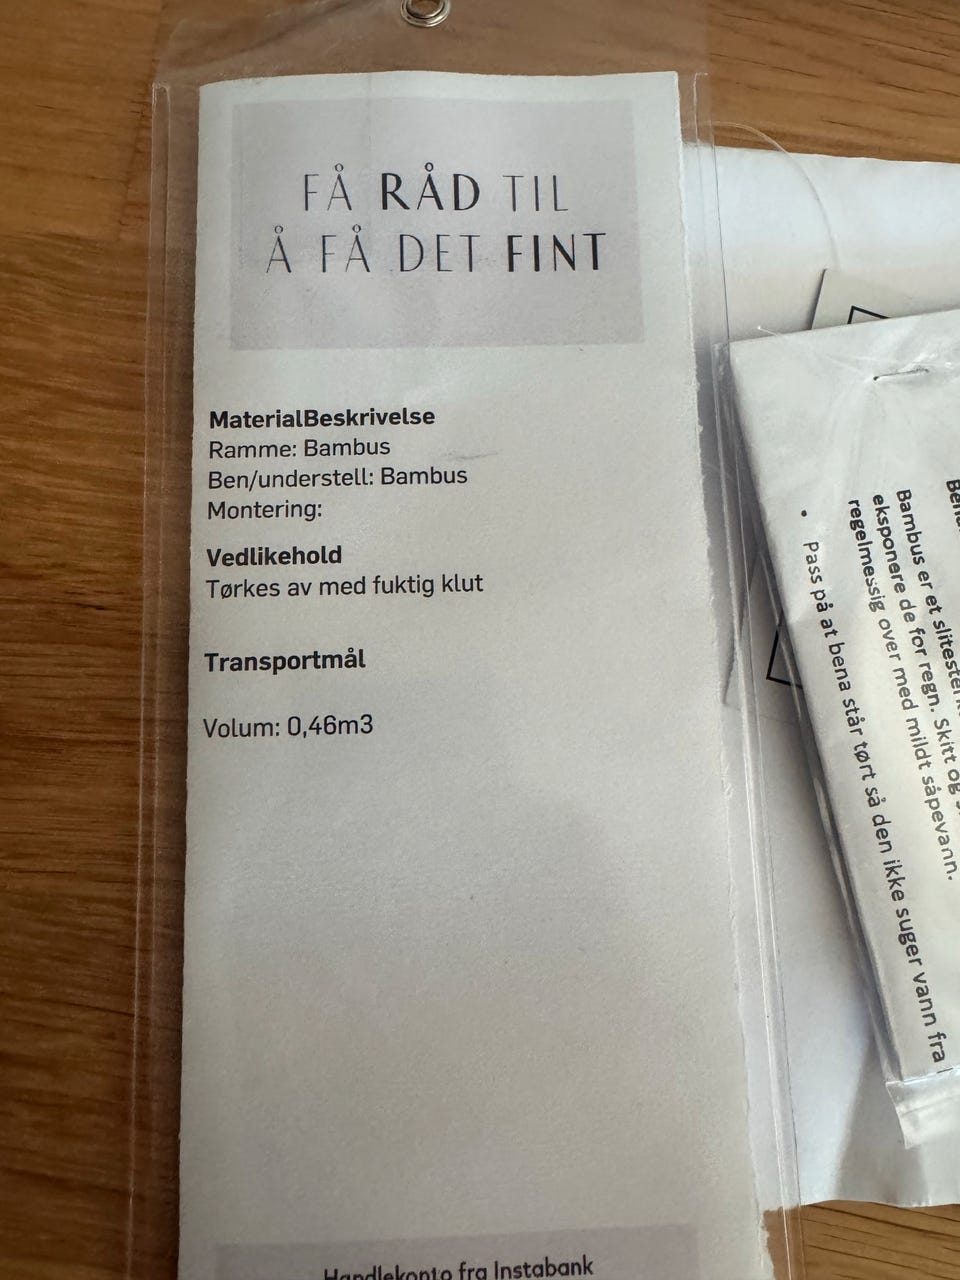 FÅ RÅD TIL
Å FÅ DET FINT
MaterialBeskrivelse
Ramme: Bambus
Ben/understell: Bambus
Montering:
Vedlikehold
Tørkes av med fuktig klut
Transportmål
Volum: 0,46m3
Handlekonto fra Instabank
Bambus er et
eksponere de for regn. Skitt og
regelmessig over med mildt såpevann.
• Pass på at bena står tørt så den ikke suger vann fra